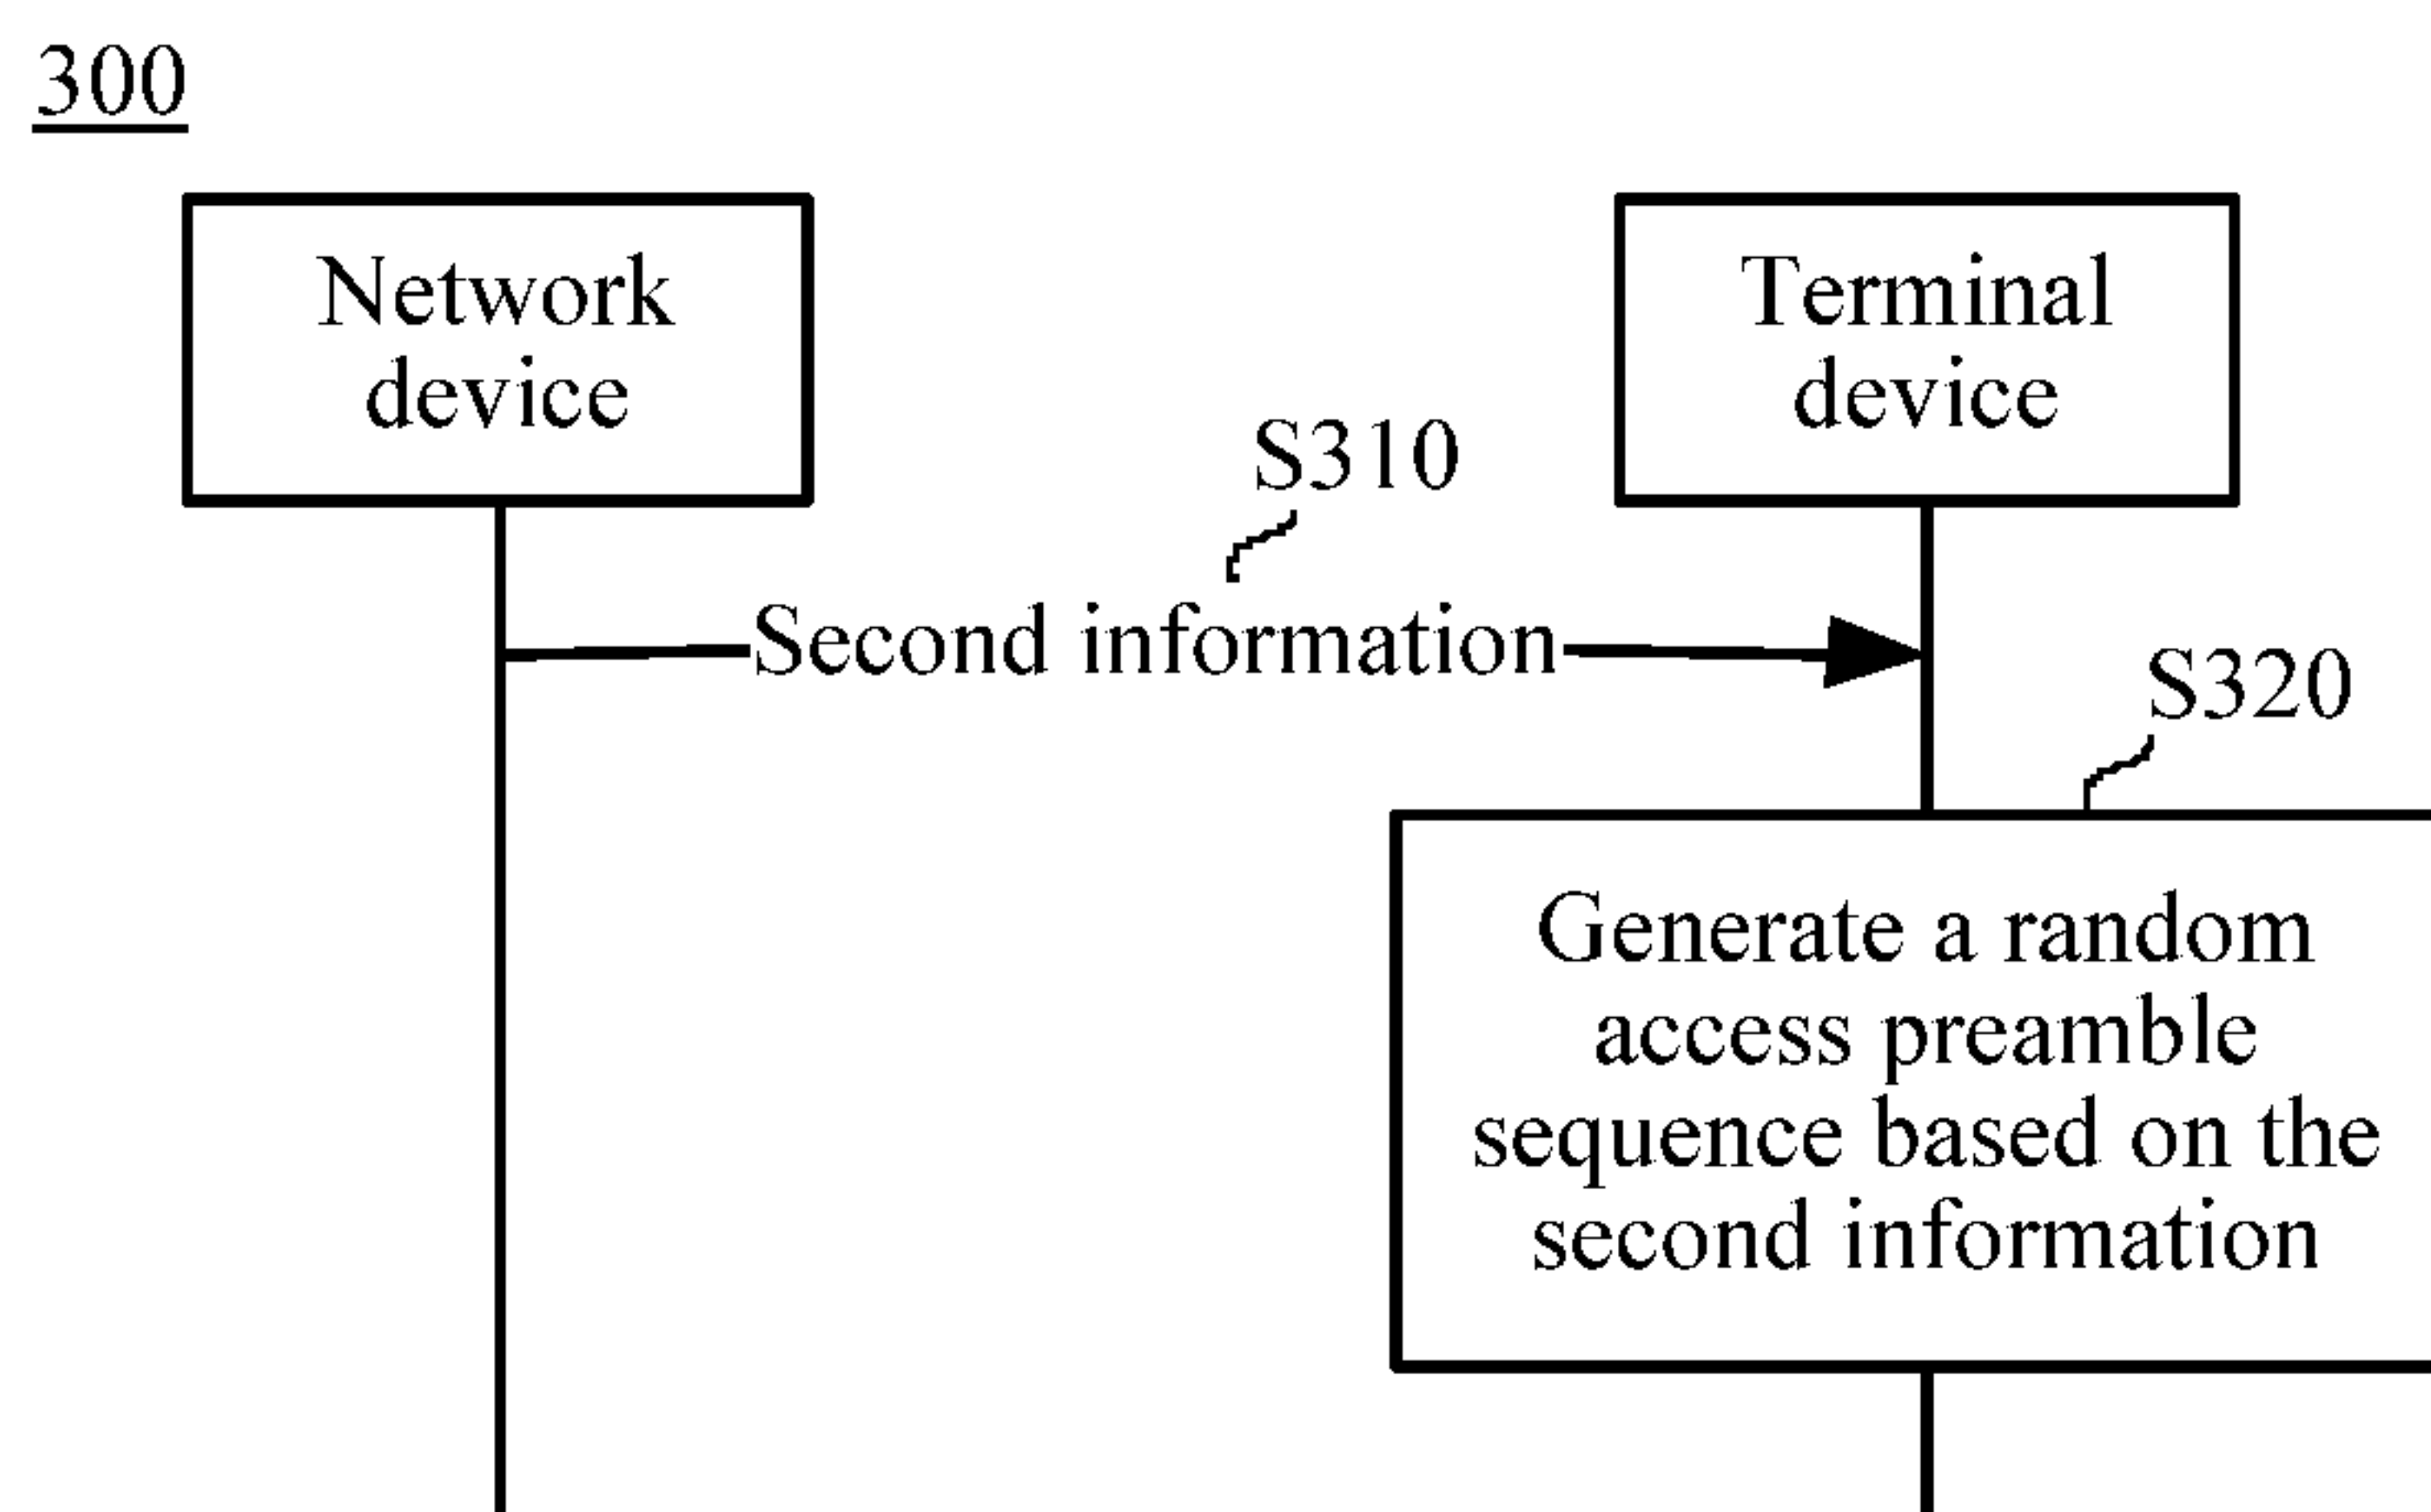 300
Network
device
Terminal
device
S310
Second information
S320
Generate a random
access preamble
sequence based on the
second information